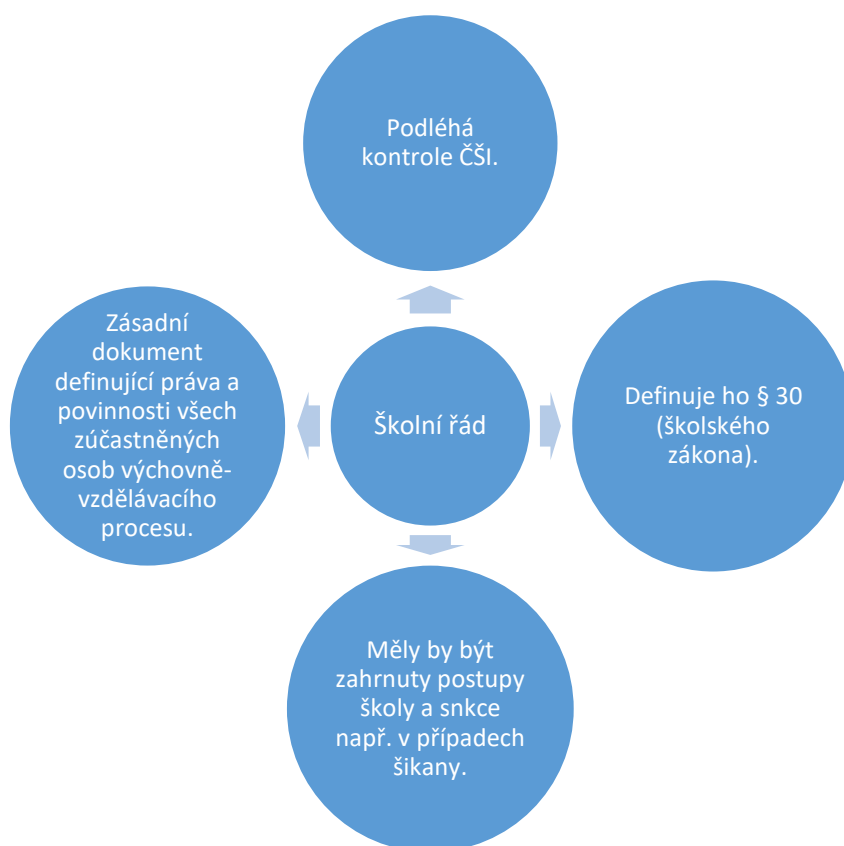 Podléhá
kontrole ČŠI.
Zásadní
dokument
definující práva a
povinnosti všech
zúčastněných
osob výchovně-
vzdělávacího
procesu.
Školní řád
Definuje ho § 30
(školského
zákona).
Měly by být
zahrnuty postupy
školy a snkce
např. v případech
šikany.